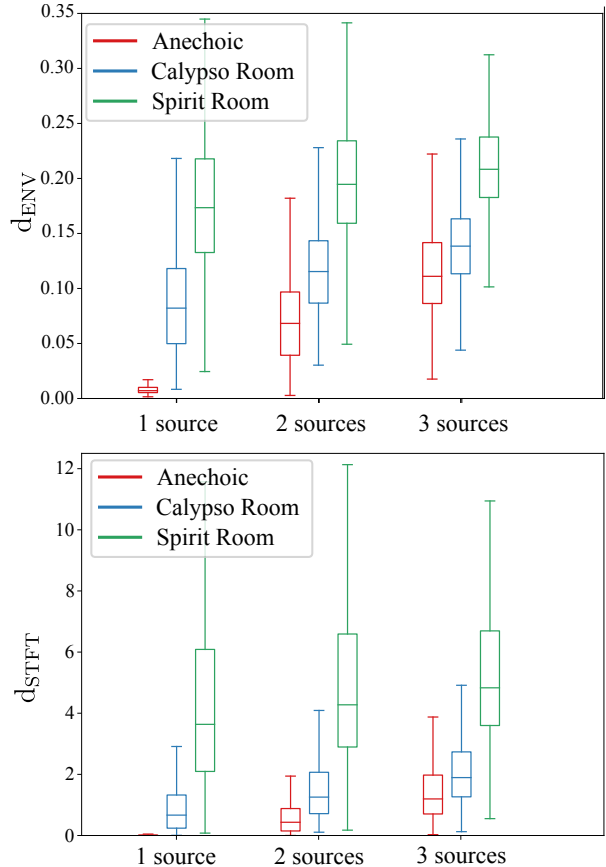 0.35
0.30
0.25
0.20
0.15
0.10
0.05
0.00
d_ENV
Anechoic
Calypso Room
Spirit Room
1 source
2 sources
3 sources
12
10
8
6
4
2
0
d_STFT
Anechoic
Calypso Room
Spirit Room
1 source
2 sources
3 sources